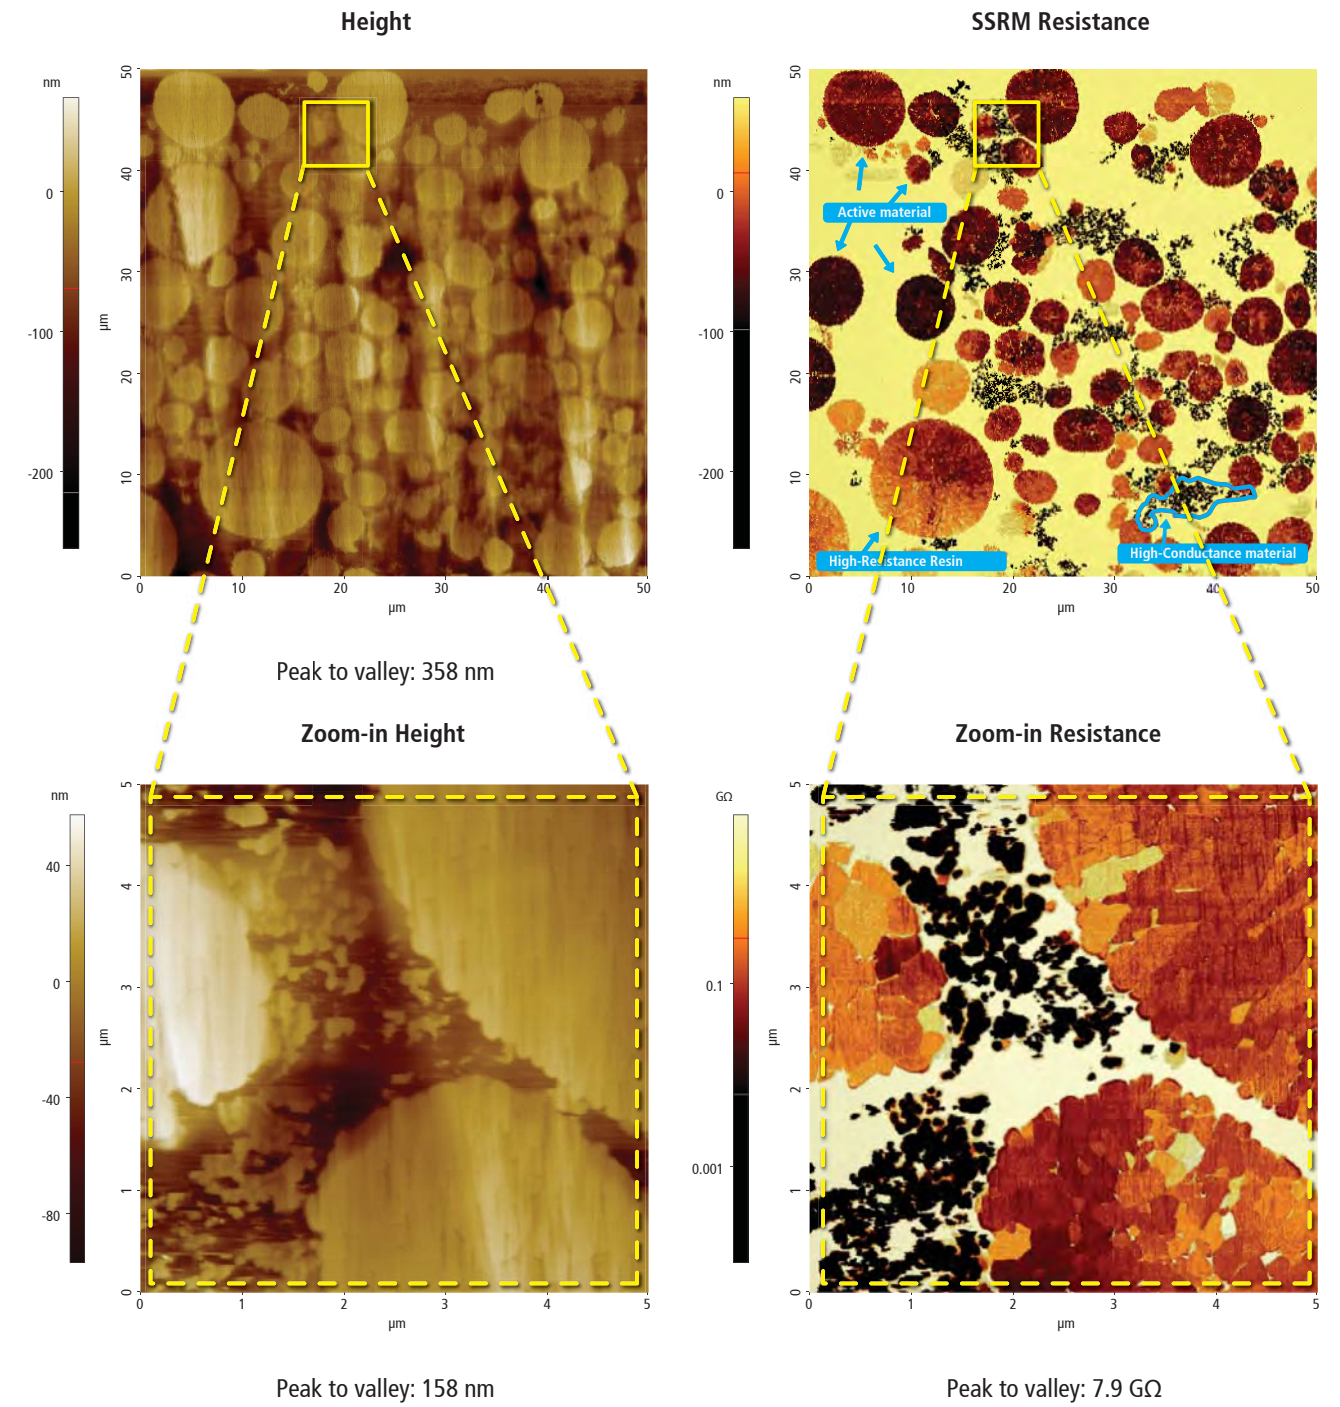 Height
SSRM Resistance
nm
0
-100
-200
µm
50
40
30
20
10
0
0 10 20 30 40 50
µm
nm
0
-100
-200
50
40
30
20
10
0
Active material
High-Resistance Resin
High-Conductance material
0 10 20 30 40 50
µm
Peak to valley: 358 nm
Zoom-in Height
Zoom-in Resistance
nm
40
0
-40
-80
µm
5
4
3
2
1
0
0 1 2 3 4 5
µm
GΩ
0.1
0.001
µm
5
4
3
2
1
0
0 1 2 3 4 5
µm
Peak to valley: 158 nm
Peak to valley: 7.9 GΩ